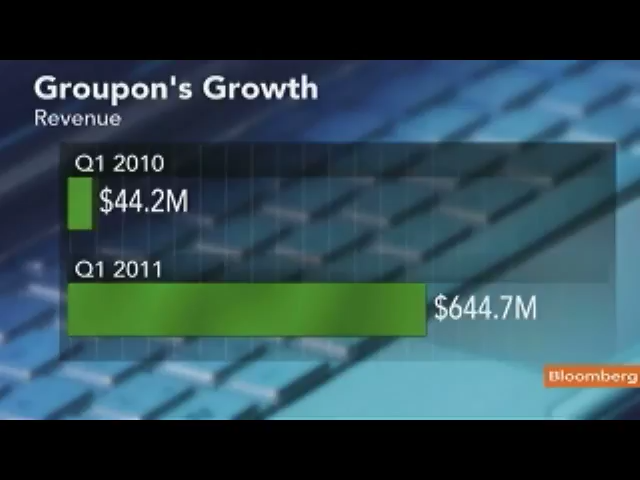 Groupon's Growth
Revenue
Q1 2010
$44.2M
Q1 2011
$644.7M
Bloomberg